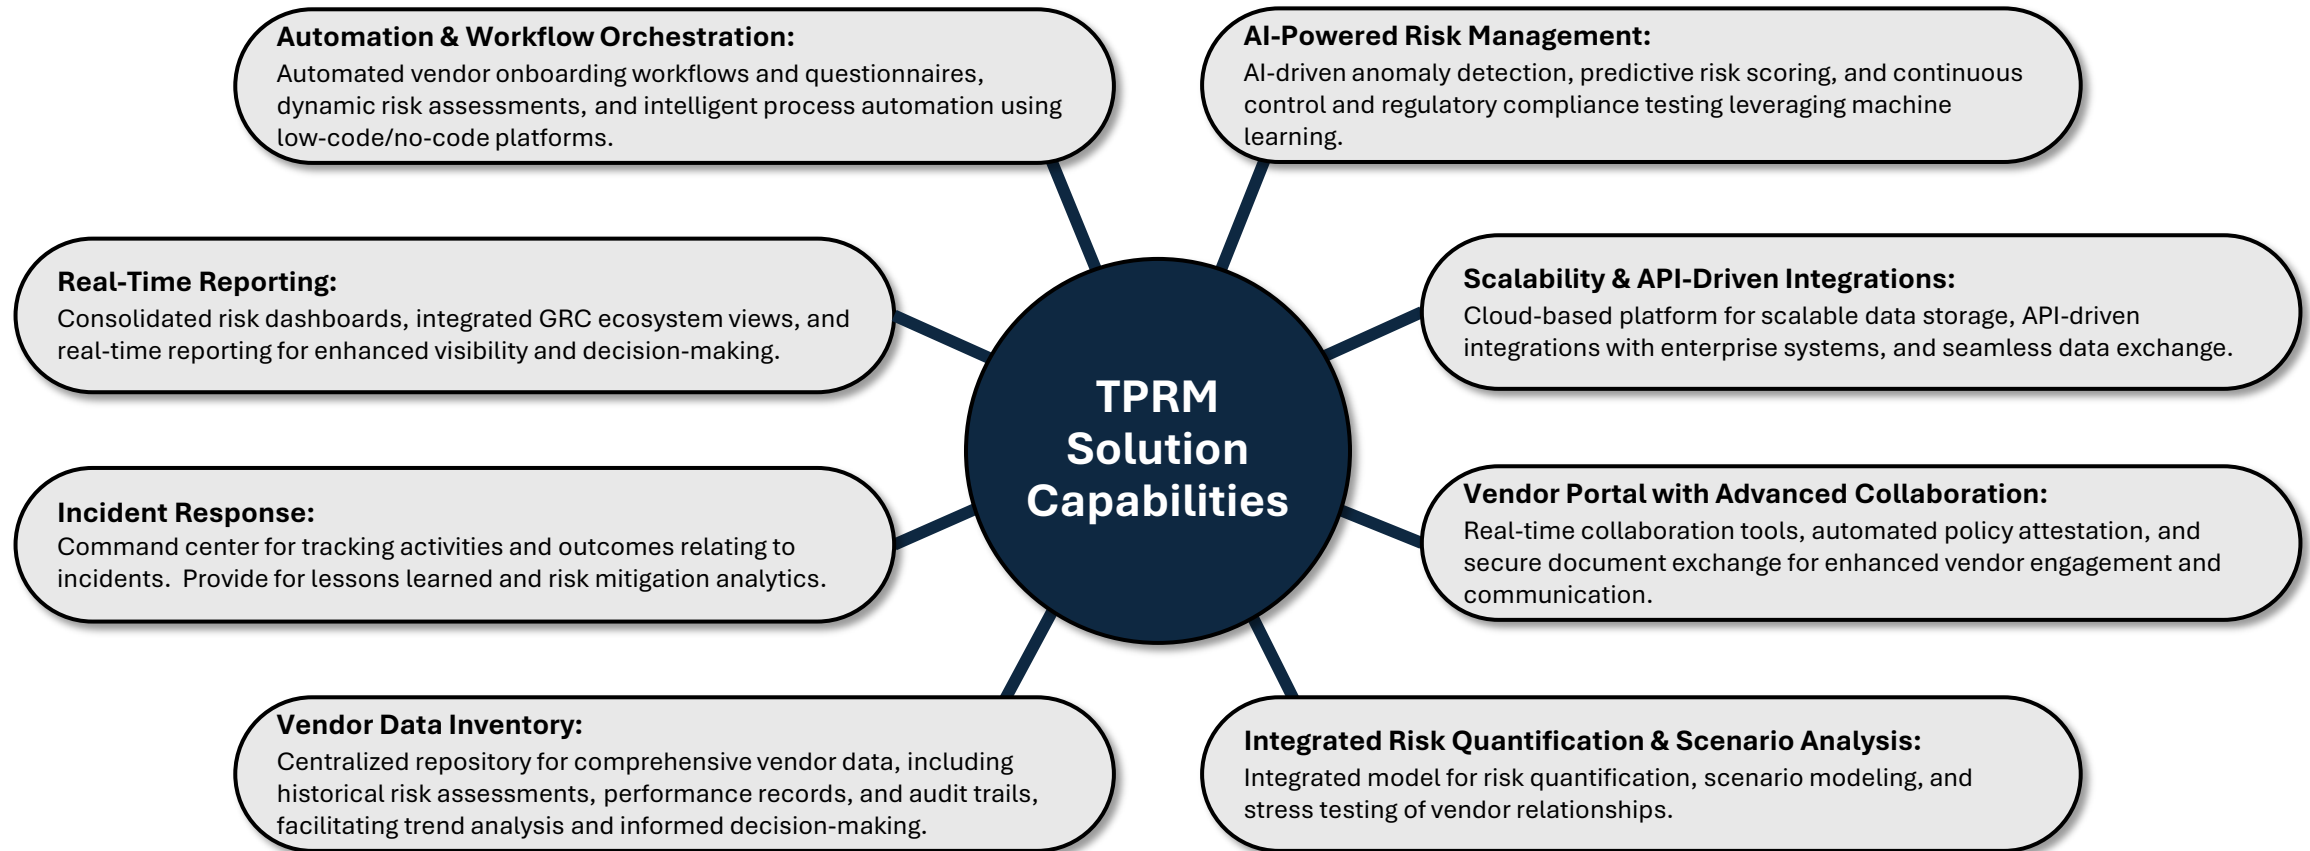 Automation & Workflow Orchestration:
Automated vendor onboarding workflows and questionnaires,
dynamic risk assessments, and intelligent process automation using
low-code/no-code platforms.
AI-Powered Risk Management:
AI-driven anomaly detection, predictive risk scoring, and continuous
control and regulatory compliance testing leveraging machine
learning.
Real-Time Reporting:
Consolidated risk dashboards, integrated GRC ecosystem views, and
real-time reporting for enhanced visibility and decision-making.
Scalability & API-Driven Integrations:
Cloud-based platform for scalable data storage, API-driven
integrations with enterprise systems, and seamless data exchange.
TPRM
Solution
Capabilities
Incident Response:
Command center for tracking activities and outcomes relating to
incidents.  Provide for lessons learned and risk mitigation analytics.
Vendor Portal with Advanced Collaboration:
Real-time collaboration tools, automated policy attestation, and
secure document exchange for enhanced vendor engagement and
communication.
Vendor Data Inventory:
Centralized repository for comprehensive vendor data, including
historical risk assessments, performance records, and audit trails,
facilitating trend analysis and informed decision-making.
Integrated Risk Quantification & Scenario Analysis:
Integrated model for risk quantification, scenario modeling, and
stress testing of vendor relationships.